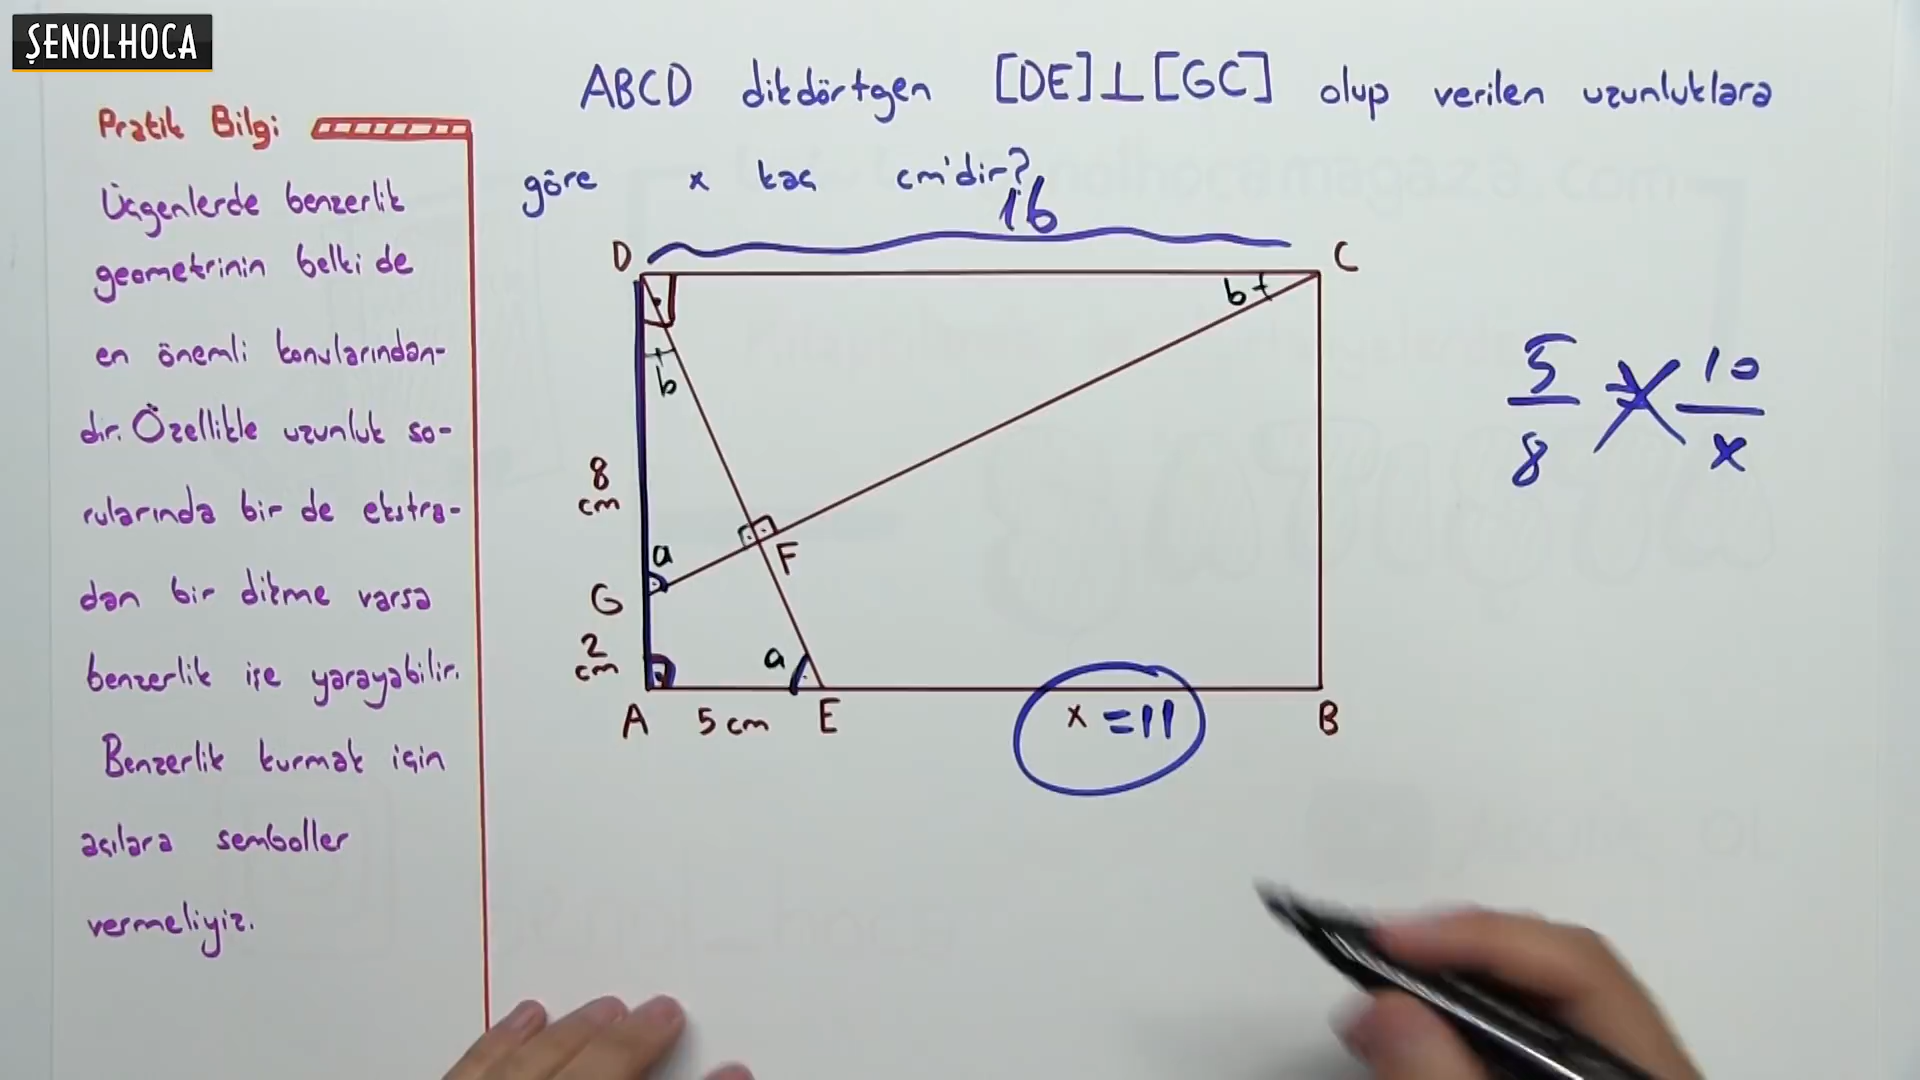 ŞENOLHOCA
ABCD dikdörtgen [DE]⊥[GC] olup verilen uzunluklara
göre x kaç cm'dir?
Pratik Bilgi
Üçgenlerde benzerlik
geometrinin belki de
en önemli konularından-
dır. Özellikle uzunluk so-
rularında bir de ekstra-
dan bir dikme varsa
benzerlik işe yarayabilir.
Benzerlik kurmak için
açılara semboller
vermeliyiz.
16
D
C
b
b
8
cm
a
F
G
2
cm
a
A
5 cm
E
x = 11
B
5/8 = 10/x